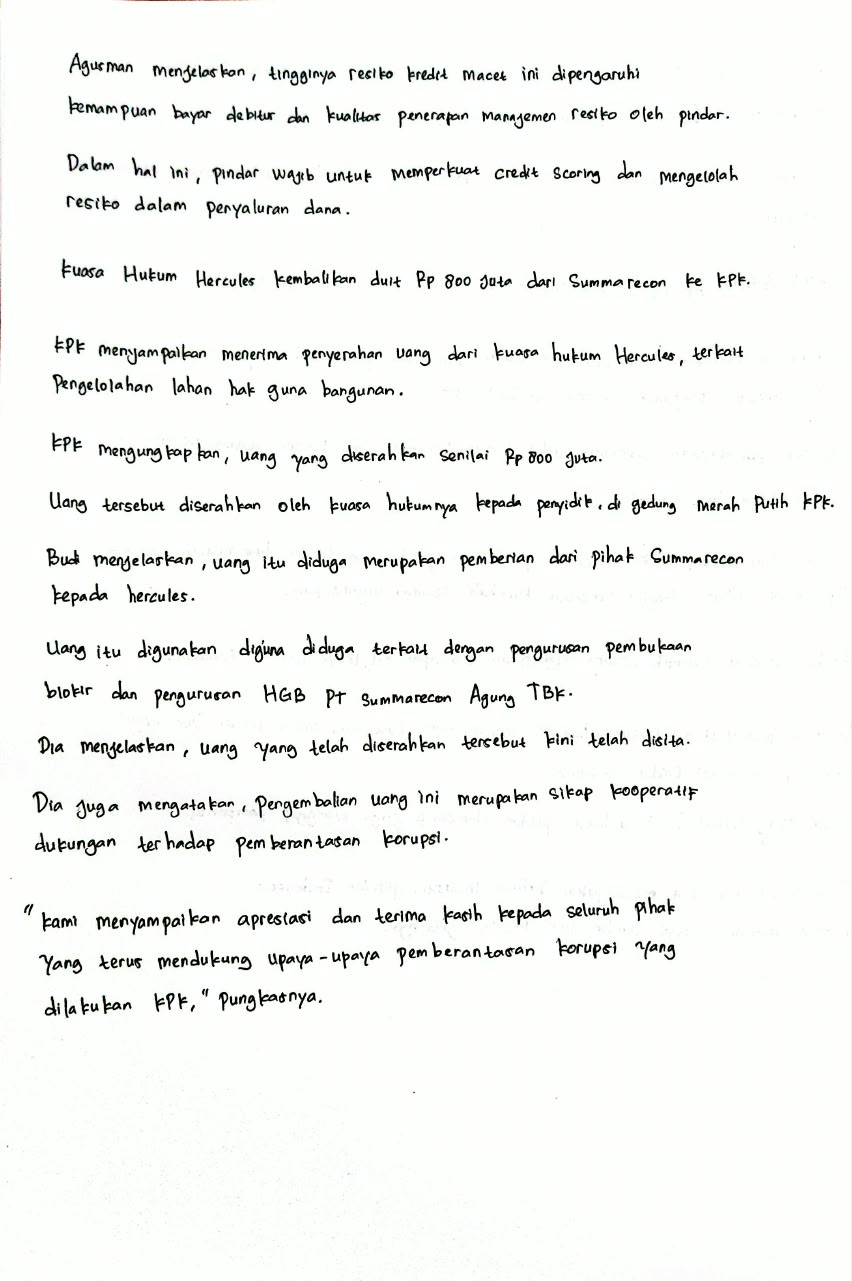 Agusman menjelaskan, tingginya resiko kredit macet ini dipengaruhi
kemampuan bayar debitur dan kualitas penerapan manajemen resiko oleh pindar.
Dalam hal ini, pindar wajib untuk memperkuat credit scoring dan mengelolah
resiko dalam penyaluran dana.
Kuasa Hukum Hercules kembalikan duit Rp 800 Juta dari Summarecon ke KPK.
KPK menyampaikan menerima penyerahan uang dari kuasa hukum Hercules, terkait
Pengelolahan lahan hak guna bangunan.
KPK mengungkapkan, uang yang diserahkan senilai Rp 800 Juta.
Uang tersebut diserahkan oleh kuasa hukumnya kepada penyidik, di gedung merah putih KPK.
Budi menjelaskan, uang itu diduga merupakan pemberian dari pihak Summarecon
kepada hercules.
Uang itu digunakan diguna diduga terkait dengan pengurusan pembukaan
blokir dan pengurusan HGB PT Summarecon Agung TBK.
Dia menjelaskan, uang yang telah diserahkan tersebut kini telah disita.
Dia juga mengatakan, pengembalian uang ini merupakan sikap kooperatif
dukungan terhadap pemberantasan korupsi.
"Kami menyampaikan apresiasi dan terima kasih kepada seluruh pihak
yang terus mendukung upaya-upaya pemberantasan korupsi yang
dilakukan KPK," pungkasnya.